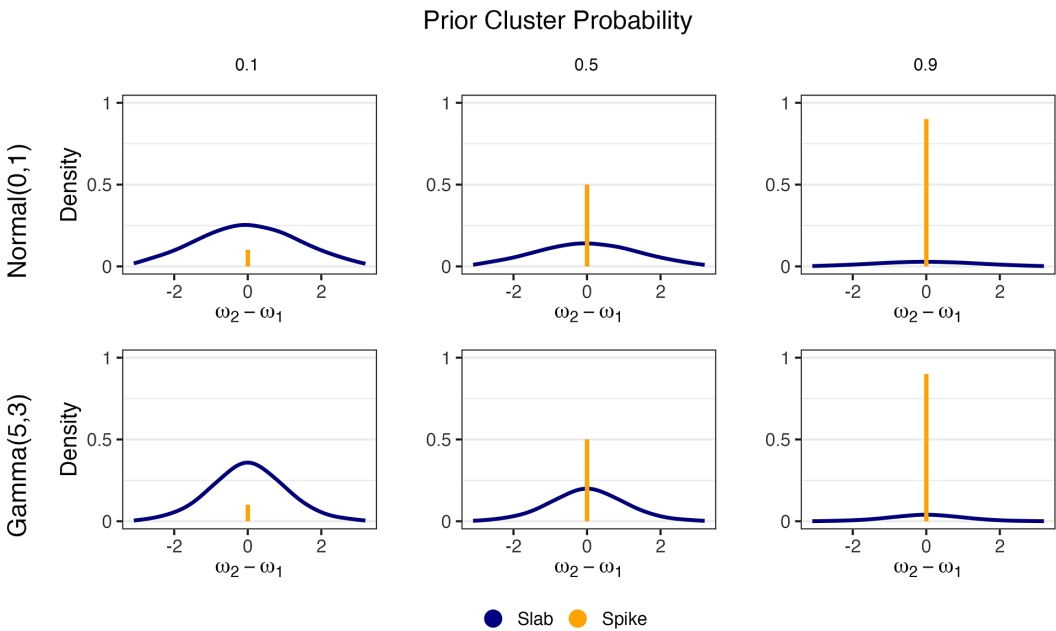 Prior Cluster Probability
0.1 0.5 0.9
Normal(0,1)
Density
1
0.5
0
-2 0 2
ω2 − ω1
1
0.5
0
-2 0 2
ω2 − ω1
1
0.5
0
-2 0 2
ω2 − ω1
Gamma(5,3)
Density
1
0.5
0
-2 0 2
ω2 − ω1
1
0.5
0
-2 0 2
ω2 − ω1
1
0.5
0
-2 0 2
ω2 − ω1
Slab Spike